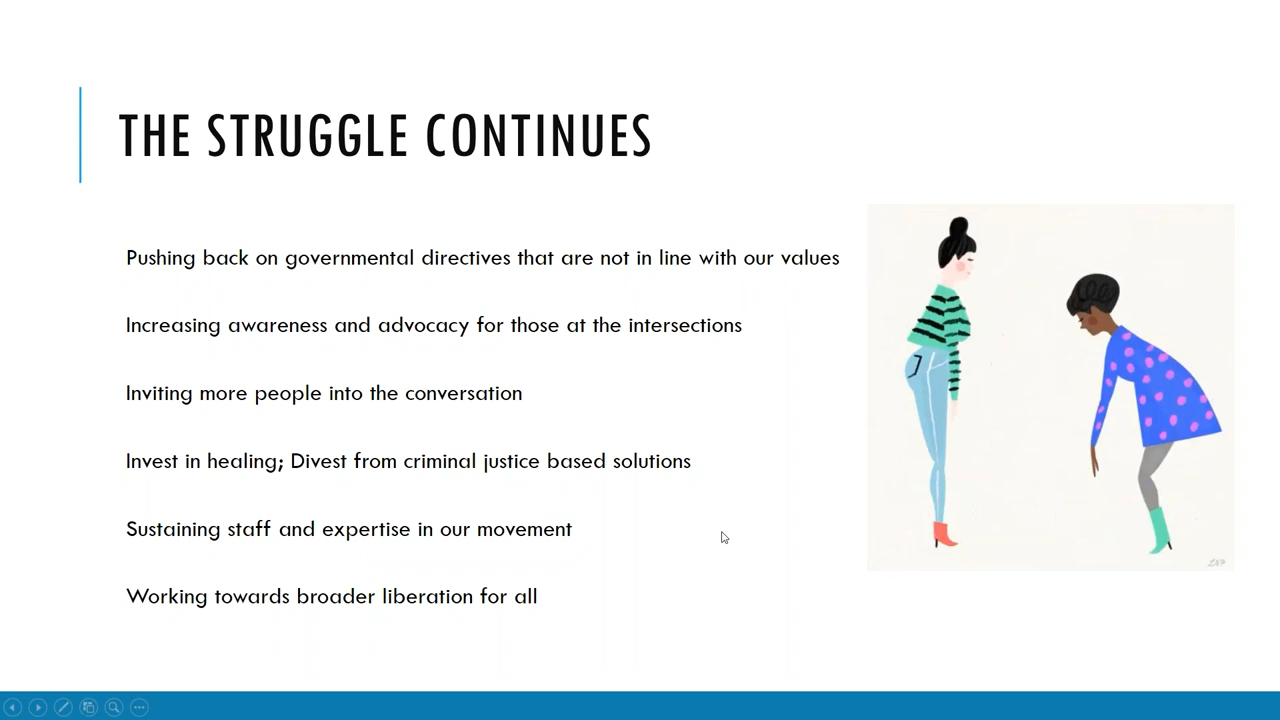 THE STRUGGLE CONTINUES
Pushing back on governmental directives that are not in line with our values
Increasing awareness and advocacy for those at the intersections
Inviting more people into the conversation
Invest in healing; Divest from criminal justice based solutions
Sustaining staff and expertise in our movement
Working towards broader liberation for all